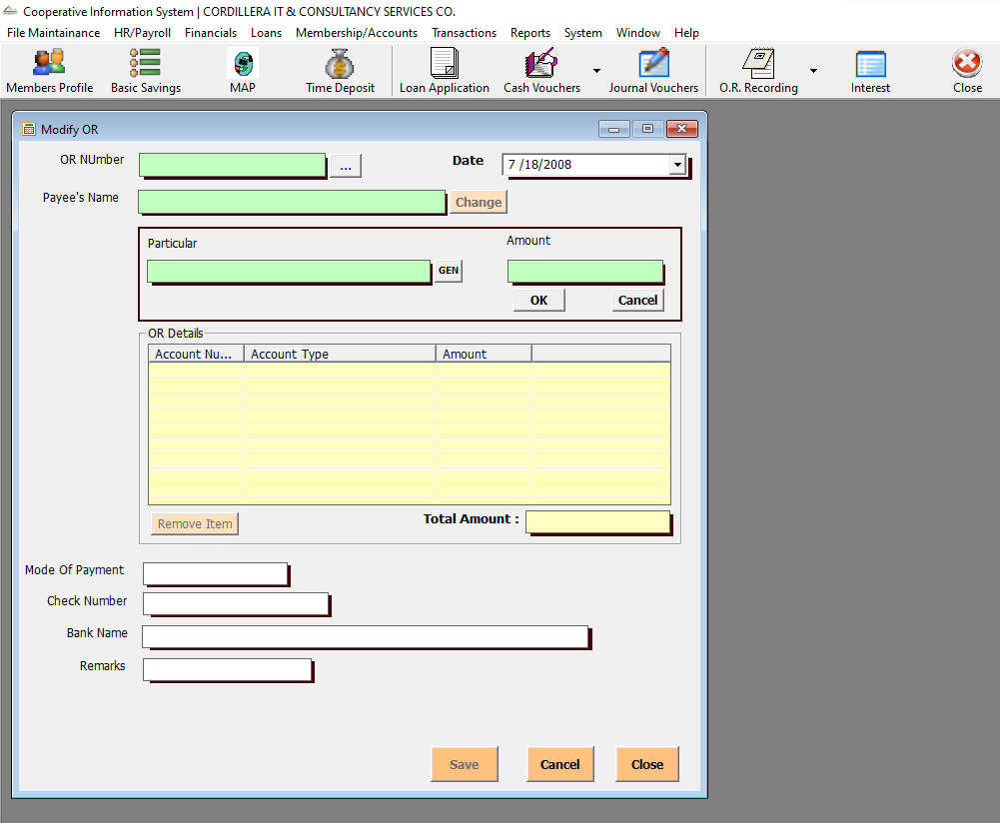 Cooperative Information System | CORDILLERA IT & CONSULTANCY SERVICES CO.
File Maintainance HR/Payroll Financials Loans Membership/Accounts Transactions Reports System Window Help
Members Profile Basic Savings MAP Time Deposit Loan Application Cash Vouchers Journal Vouchers O.R. Recording Interest Close
Modify OR
OR NUmber ... Date 7 /18/2008
Payee's Name Change
Particular Amount
GEN
OK Cancel
OR Details
Account Nu... Account Type Amount
Remove Item Total Amount :
Mode Of Payment
Check Number
Bank Name
Remarks
Save Cancel Close